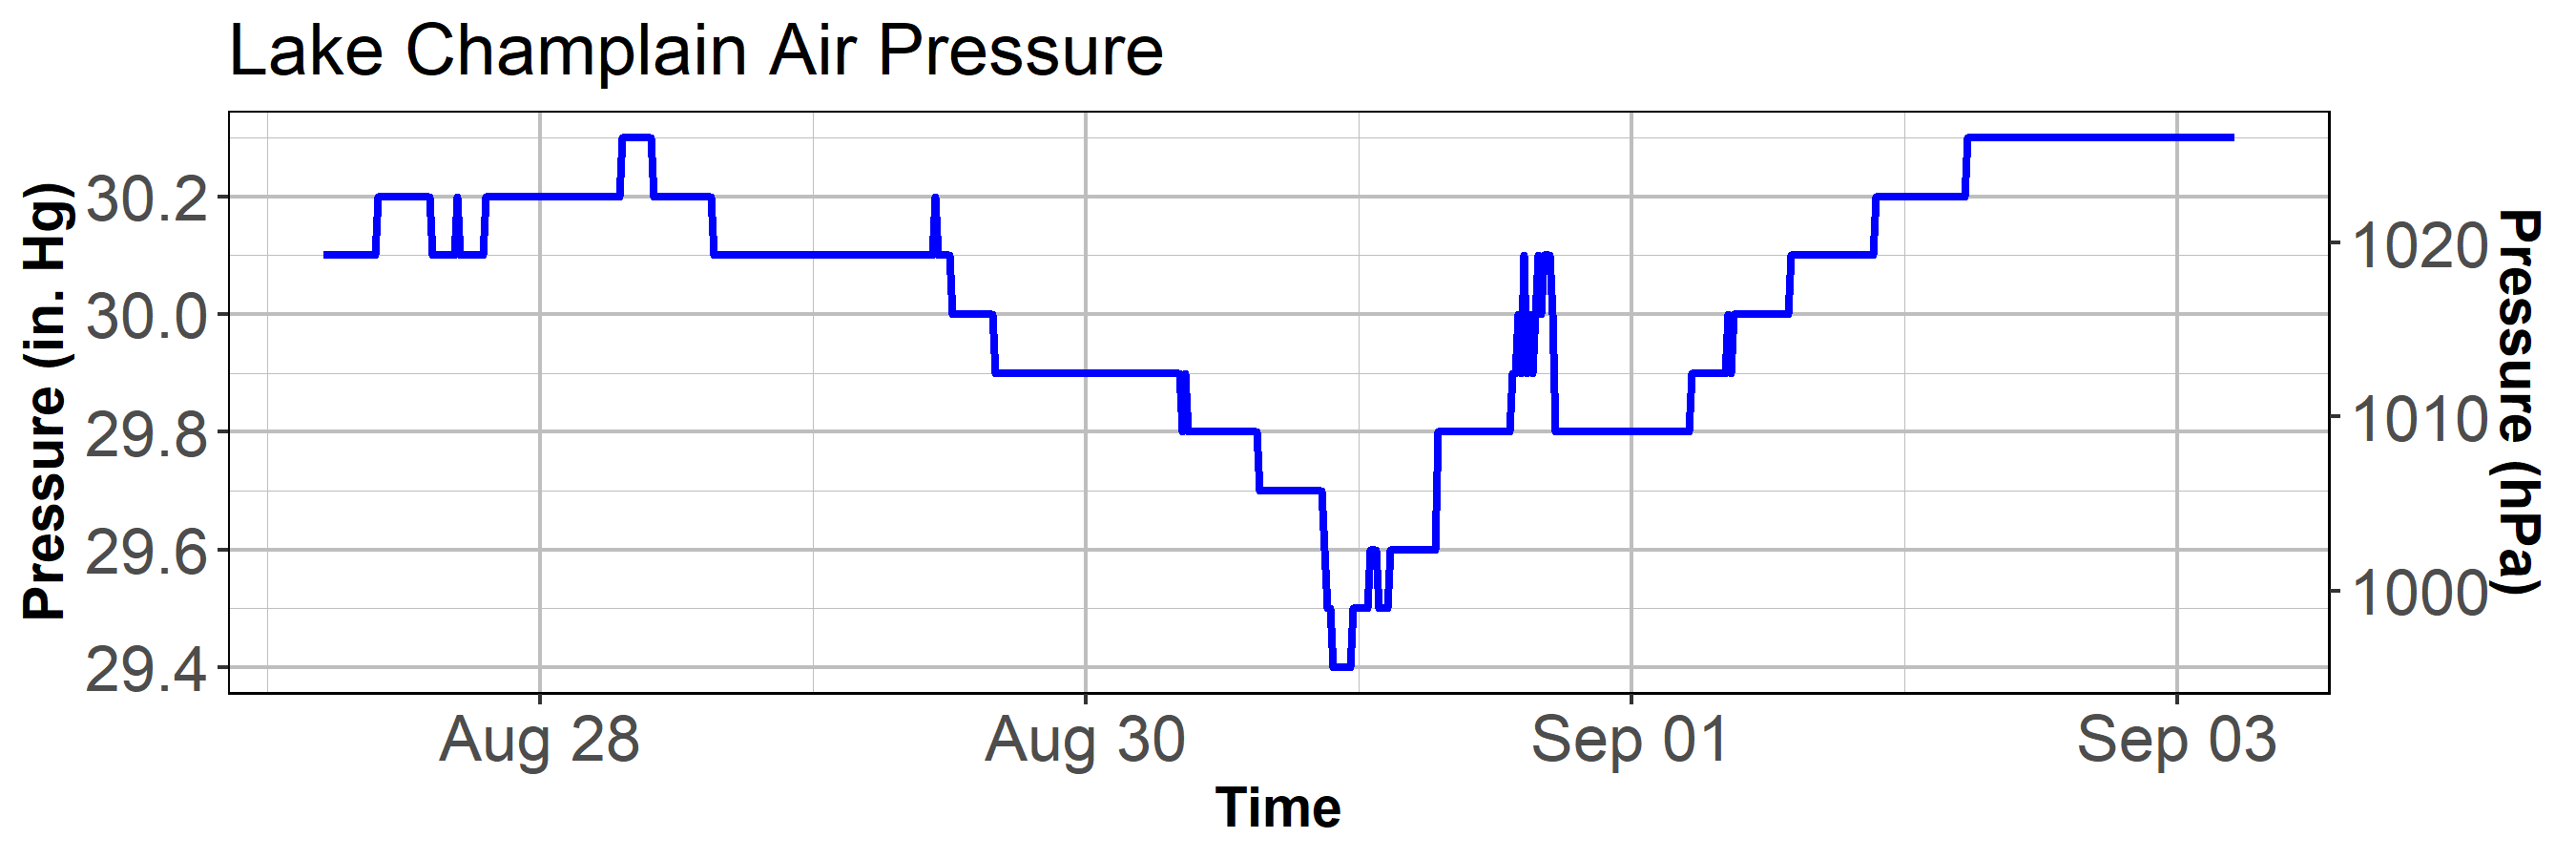 Lake Champlain Air Pressure
Pressure (in. Hg)
30.2
30.0
29.8
29.6
29.4
1020
1010
1000
Pressure (hPa)
Aug 28
Aug 30
Sep 01
Sep 03
Time